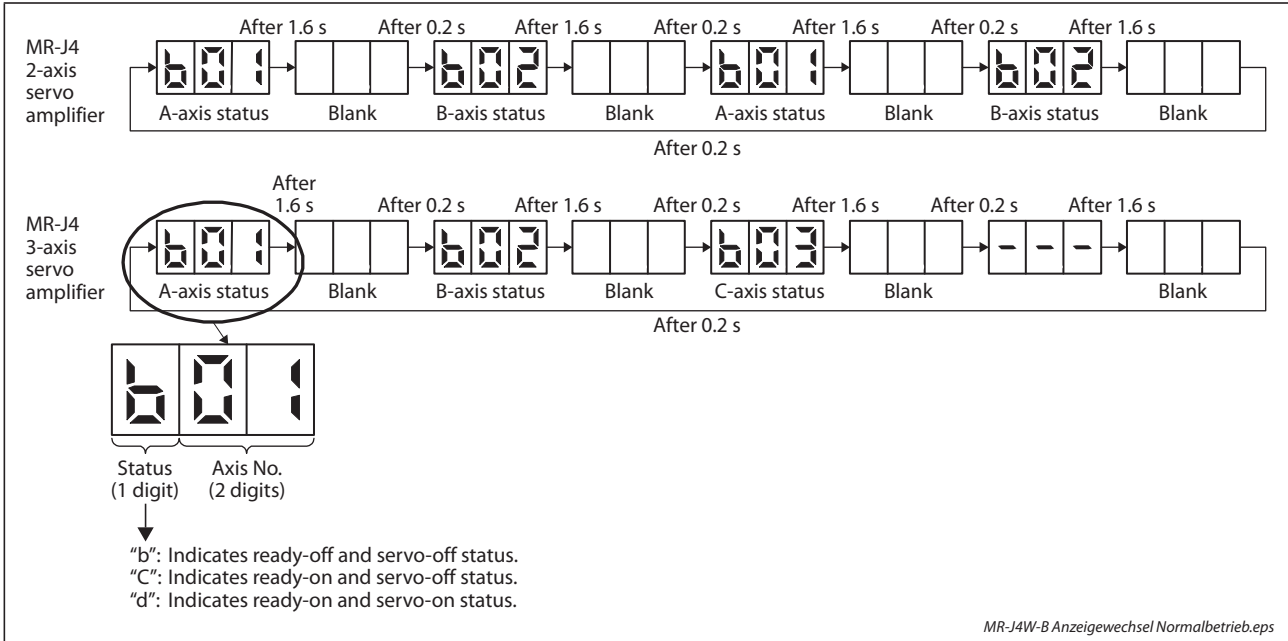 After 1.6 s After 0.2 s After 1.6 s After 0.2 s After 1.6 s After 0.2 s After 1.6 s
MR-J4
2-axis
servo
amplifier
b01 b02 b01 b02
A-axis status Blank B-axis status Blank A-axis status Blank B-axis status Blank
After 0.2 s
After
1.6 s After 0.2 s After 1.6 s After 0.2 s After 1.6 s After 0.2 s After 1.6 s
MR-J4
3-axis
servo
amplifier
b01 b02 b03 ---
A-axis status Blank B-axis status Blank C-axis status Blank Blank
After 0.2 s
b01
Status Axis No.
(1 digit) (2 digits)
“b”: Indicates ready-off and servo-off status.
“C”: Indicates ready-on and servo-off status.
“d”: Indicates ready-on and servo-on status.
MR-J4W-B Anzeigewechsel Normalbetrieb.eps